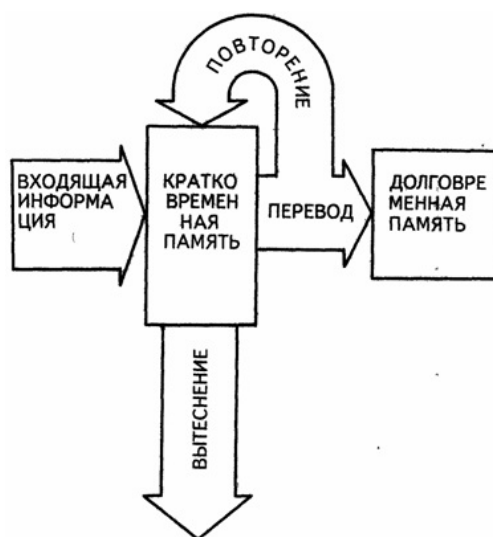 ПОВТОРЕНИЕ
ВХОДЯЩАЯ
ИНФОРМА
ЦИЯ
КРАТКО
ВРЕМЕН
НАЯ
ПАМЯТЬ
ПЕРЕВОД
ДОЛГОВРЕ
МЕННАЯ
ПАМЯТЬ
ВЫТЕСНЕНИЕ